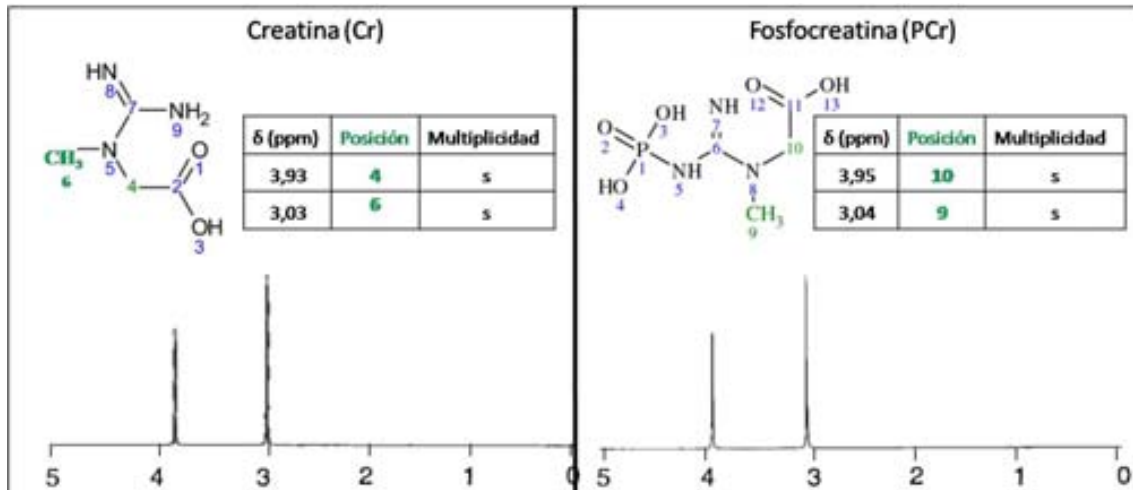 Creatina (Cr)
HN
8
7
NH₂
9
CH₃
6
N
5
O
1
4
2
OH
3
δ (ppm) Posición Multiplicidad
3,93 4 s
3,03 6 s
5 4 3 2 1 0
Fosfocreatina (PCr)
O
12
OH
11
13
NH
7
OH
3
O
2
P
1
6
10
HO
4
NH
5
N
8
CH₃
9
δ (ppm) Posición Multiplicidad
3,95 10 s
3,04 9 s
5 4 3 2 1 0